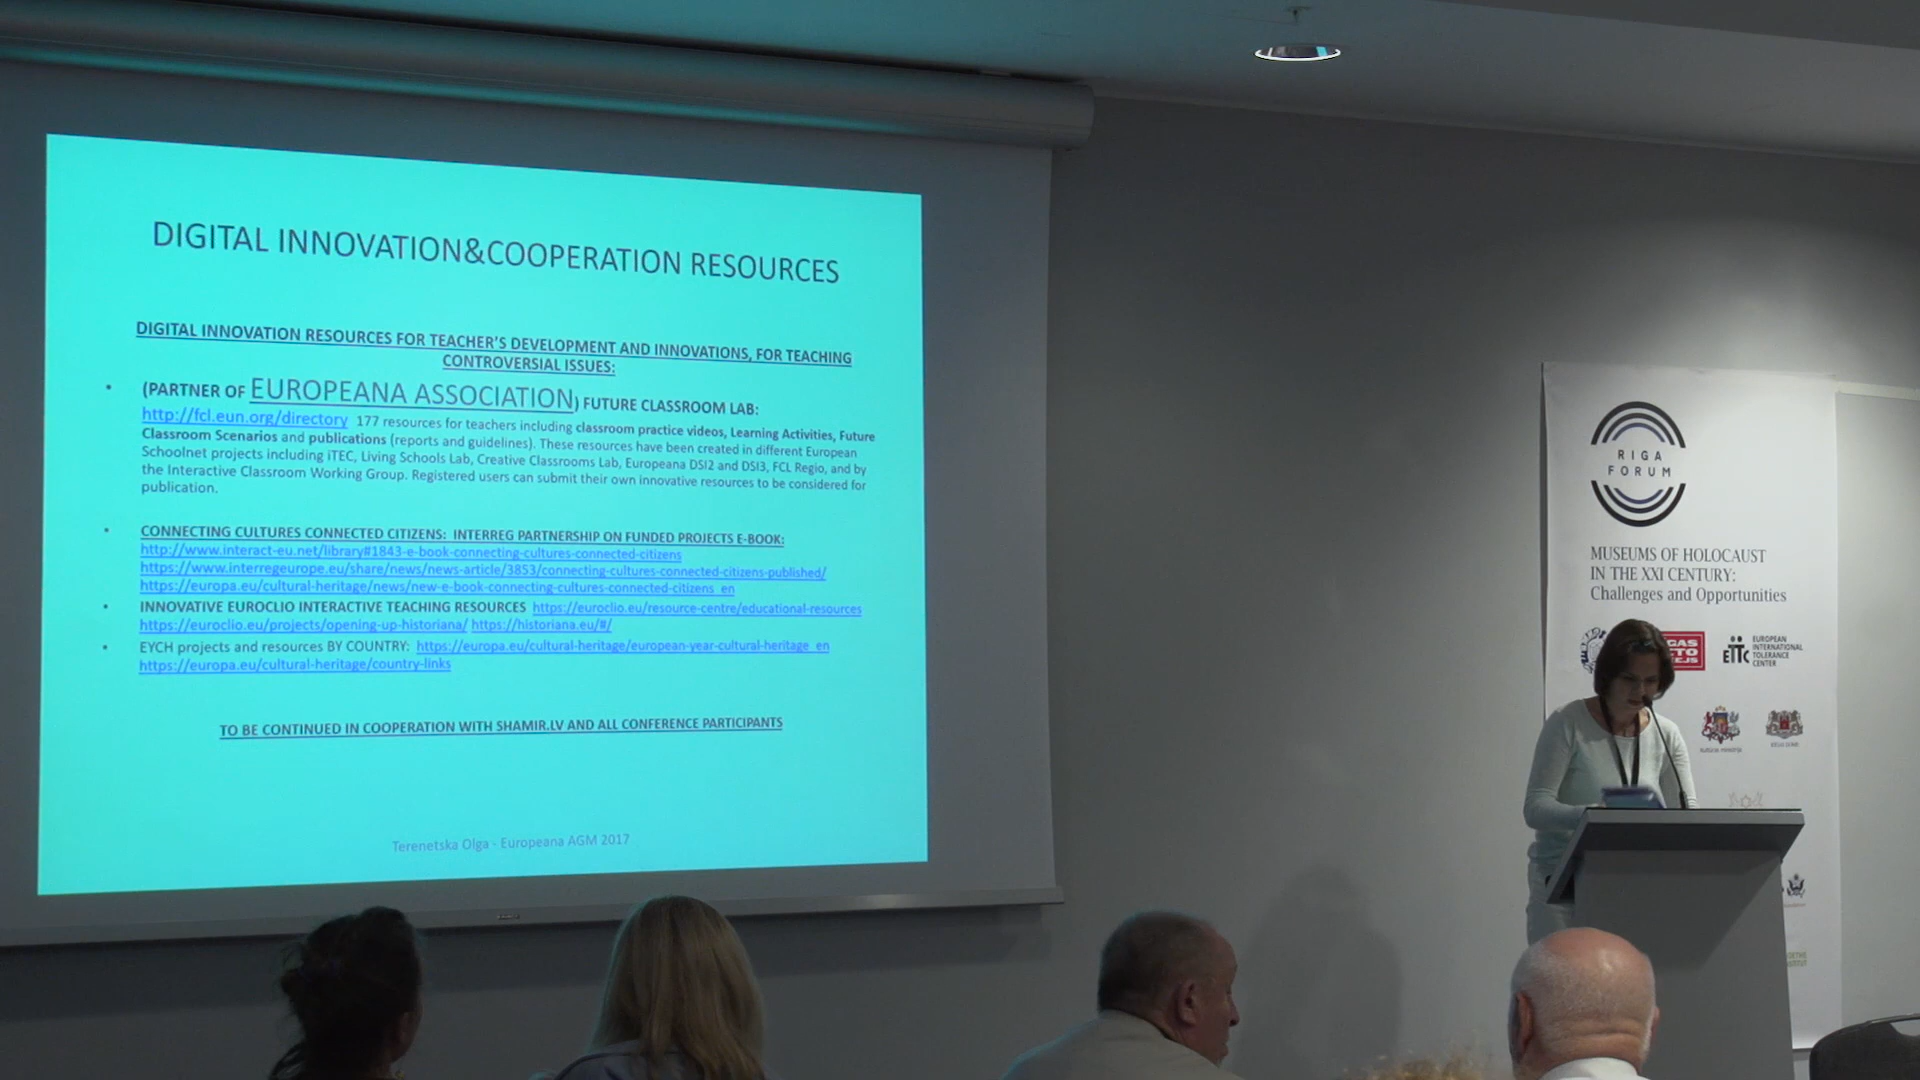 DIGITAL INNOVATION&COOPERATION RESOURCES
DIGITAL INNOVATION RESOURCES FOR TEACHER'S DEVELOPMENT AND INNOVATIONS, FOR TEACHING
CONTROVERSIAL ISSUES:
• (PARTNER OF EUROPEANA ASSOCIATION) FUTURE CLASSROOM LAB:
http://fcl.eun.org/directory 177 resources for teachers including classroom practice videos, Learning Activities, Future
Classroom Scenarios and publications (reports and guidelines). These resources have been created in different European
Schoolnet projects including iTEC, Living Schools Lab, Creative Classrooms Lab, Europeana DSI2 and DSI3, FCL Regio, and by
the Interactive Classroom Working Group. Registered users can submit their own innovative resources to be considered for
publication.
• CONNECTING CULTURES CONNECTED CITIZENS: INTERREG PARTNERSHIP ON FUNDED PROJECTS E-BOOK:
http://www.interact-eu.net/library#1843-e-book-connecting-cultures-connected-citizens
https://www.interregeurope.eu/share/news/news-article/3853/connecting-cultures-connected-citizens-published/
https://europa.eu/cultural-heritage/news/new-e-book-connecting-cultures-connected-citizens_en
• INNOVATIVE EUROCLIO INTERACTIVE TEACHING RESOURCES https://euroclio.eu/resource-centre/educational-resources
https://euroclio.eu/projects/opening-up-historiana/ https://historiana.eu/#/
• EYCH projects and resources BY COUNTRY: https://europa.eu/cultural-heritage/european-year-cultural-heritage_en
https://europa.eu/cultural-heritage/country-links
TO BE CONTINUED IN COOPERATION WITH SHAMIR.LV AND ALL CONFERENCE PARTICIPANTS
Terenetska Olga - Europeana AGM 2017
RIGA
FORUM
MUSEUMS OF HOLOCAUST
IN THE XXI CENTURY:
Challenges and Opportunities
EITC
EUROPEAN
INTERNATIONAL
TOLERANCE
CENTER